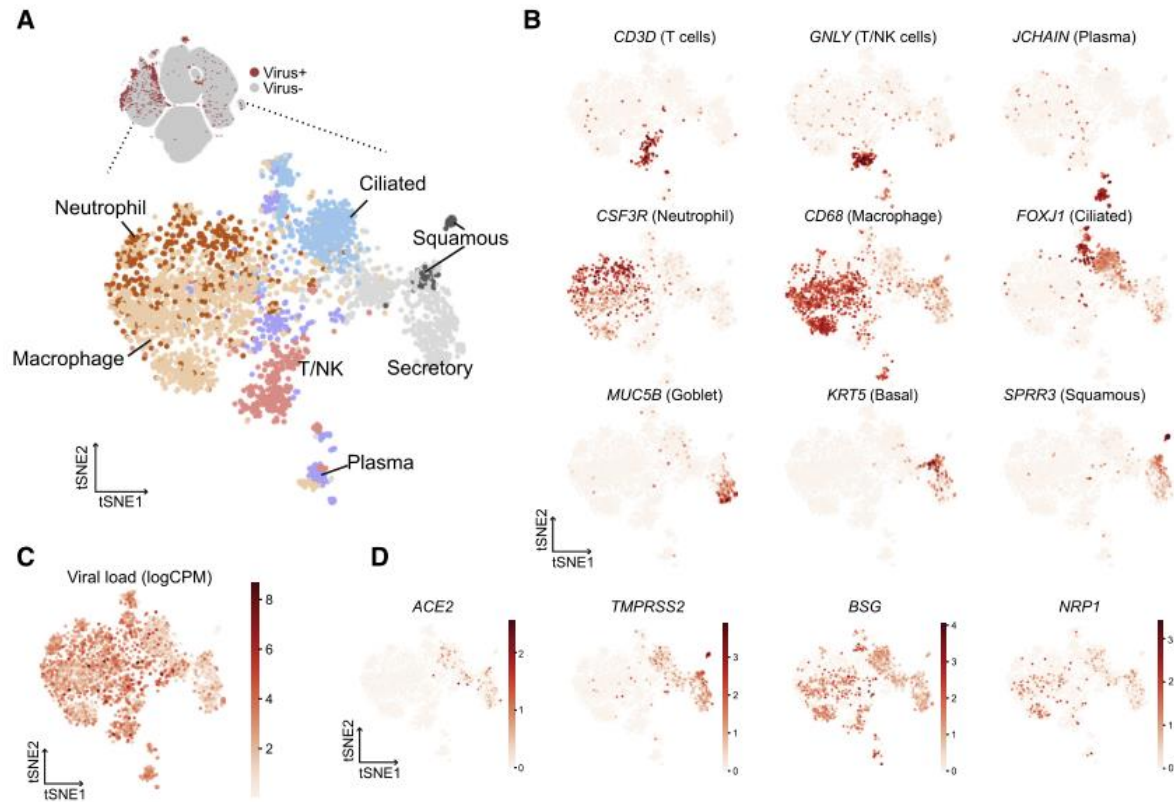 A
Virus+
Virus-
Neutrophil
Ciliated
Squamous
Macrophage
T/NK
Secretory
Plasma
tSNE2
tSNE1
B
CD3D (T cells)
GNLY (T/NK cells)
JCHAIN (Plasma)
CSF3R (Neutrophil)
CD68 (Macrophage)
FOXJ1 (Ciliated)
MUC5B (Goblet)
KRT5 (Basal)
SPRR3 (Squamous)
tSNE2
tSNE1
C
Viral load (logCPM)
8
6
4
2
tSNE2
tSNE1
D
ACE2
2
1
0
tSNE2
tSNE1
TMPRSS2
3
2
1
0
BSG
4
3
2
1
0
NRP1
3
2
1
0